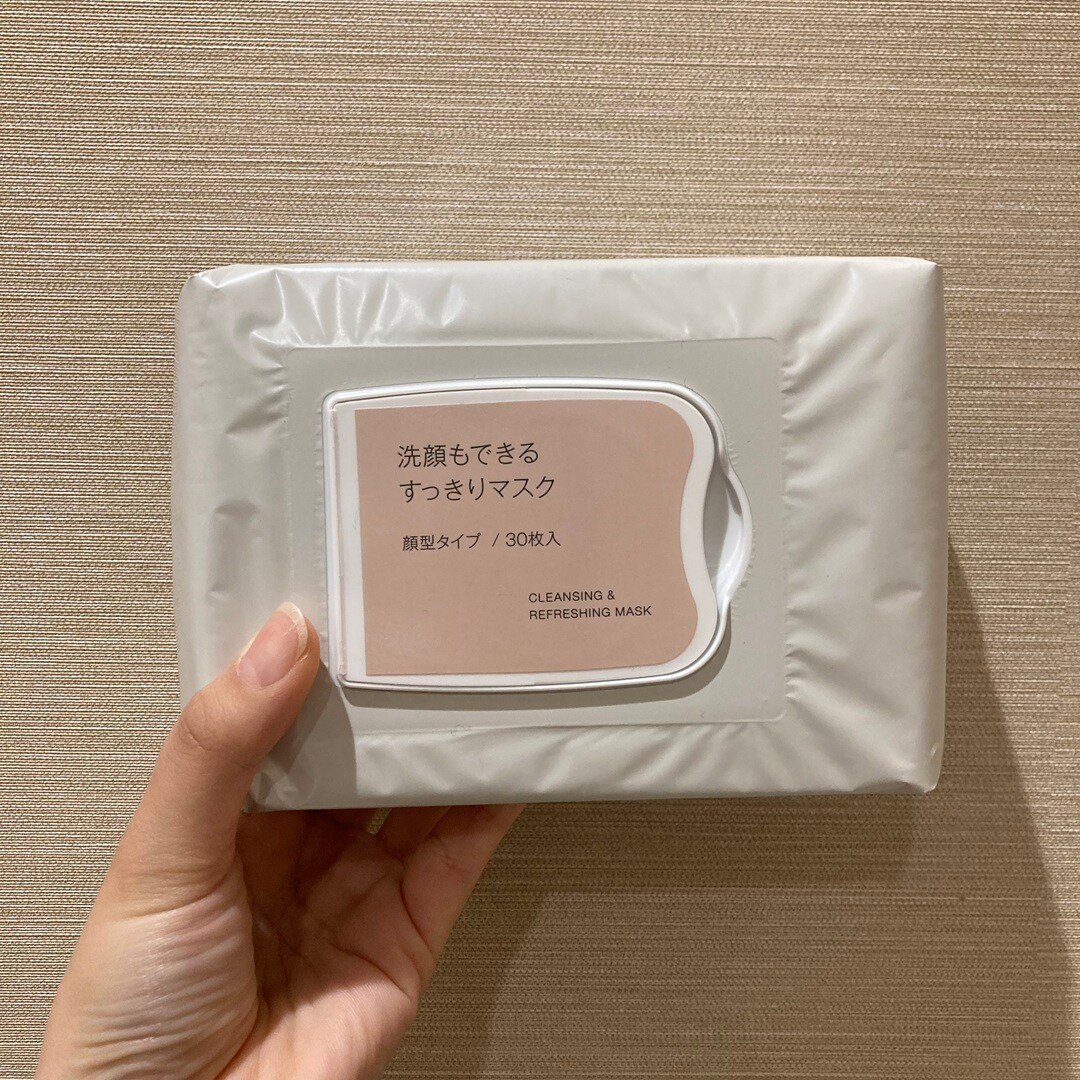 洗顔もできる
すっきりマスク
顔型タイプ / 30枚入
CLEANSING &
REFRESHING MASK